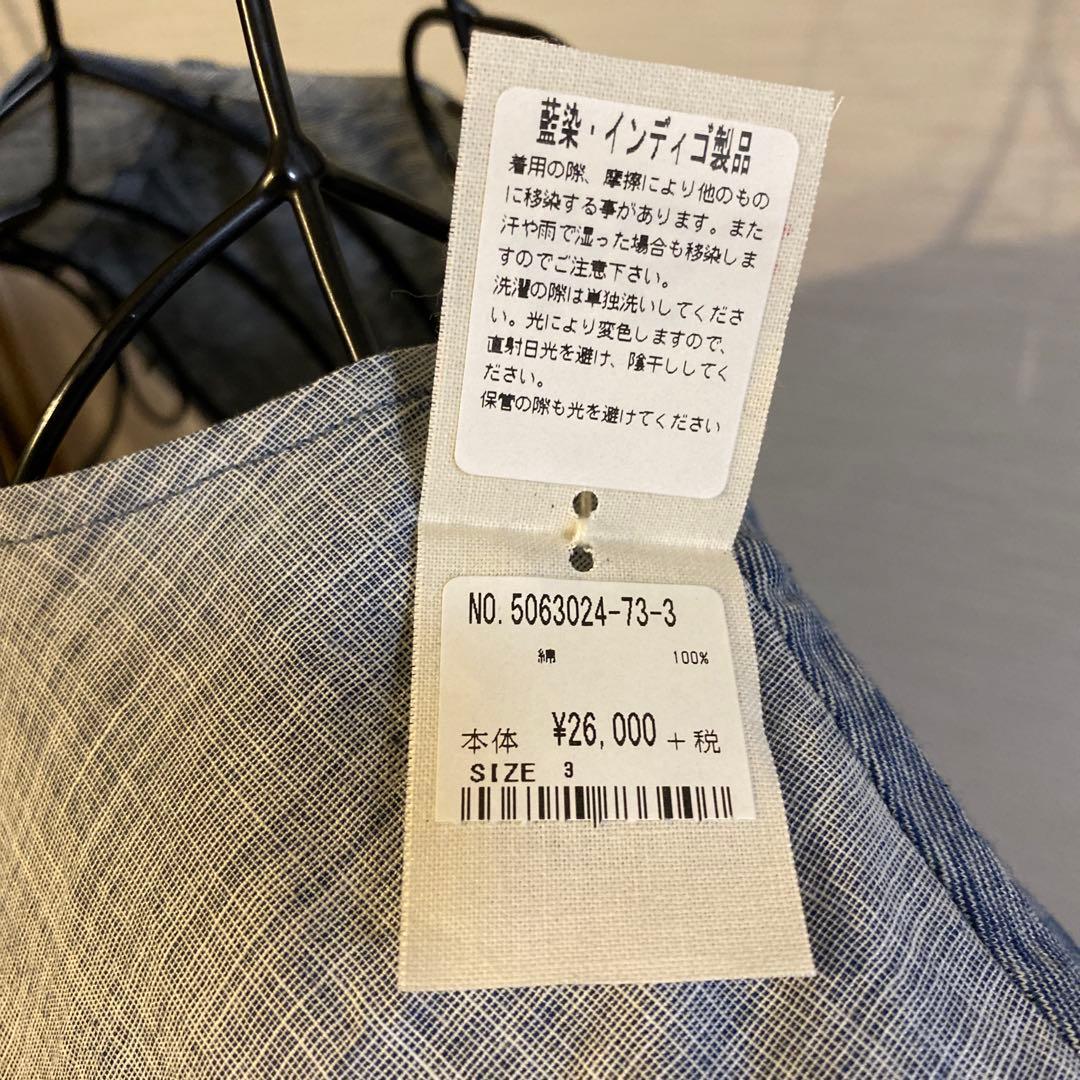 藍染・インディゴ製品
着用の際、摩擦により他のもの
に移染する事があります。また
汗や雨で湿った場合も移染しま
すのでご注意下さい。
洗濯の際は単独洗いしてくださ
い。光により変色しますので、
直射日光を避け、陰干ししてく
ださい。
保管の際も光を避けてください
NO. 5063024-73-3
綿 100%
本体 ¥26,000 +税
SIZE 3